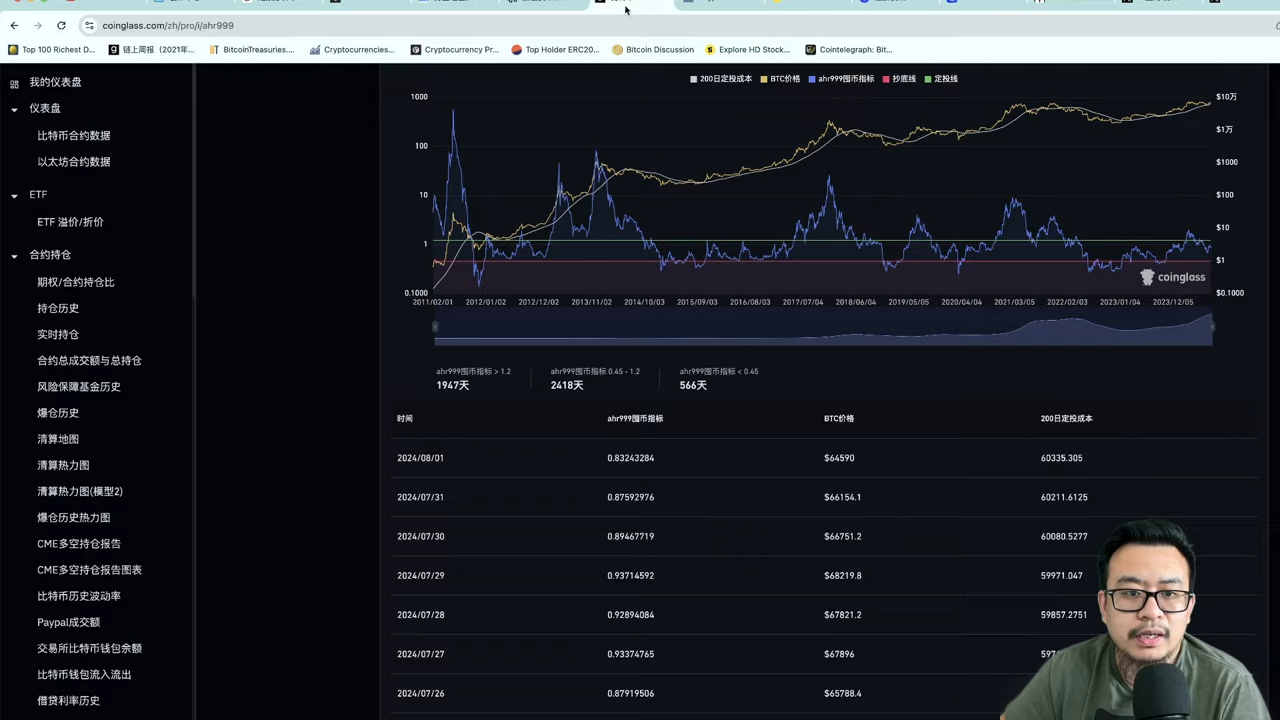 coinglass.com/zh/pro/i/ahr999
Top 100 Richest D...
链上周报（2021年...
BitcoinTreasuries....
Cryptocurrencies...
Cryptocurrency Pr...
Top Holder ERC20...
Bitcoin Discussion
Explore HD Stock...
Cointelegraph: Bit...
我的仪表盘
仪表盘
比特币合约数据
以太坊合约数据
ETF
ETF 溢价/折价
合约持仓
期权/合约持仓比
持仓历史
实时持仓
合约总成交额与总持仓
风险保障基金历史
爆仓历史
清算地图
清算热力图
清算热力图(模型2)
爆仓历史热力图
CME多空持仓报告
CME多空持仓报告图表
比特币历史波动率
Paypal成交额
交易所比特币钱包余额
比特币钱包流入流出
借贷利率历史
200日定投成本 BTC价格 ahr999囤币指标 抄底线 定投线
1000
100
10
1
0.1000
$10万
$1万
$1000
$100
$10
$1
$0.1000
2011/02/01 2012/01/02 2012/12/02 2013/11/02 2014/10/03 2015/09/03 2016/08/03 2017/07/04 2018/06/04 2019/05/05 2020/04/04 2021/03/05 2022/02/03 2023/01/04 2023/12/05
coinglass
ahr999囤币指标 > 1.2
1947天
ahr999囤币指标 0.45 - 1.2
2418天
ahr999囤币指标 < 0.45
566天
时间 ahr999囤币指标 BTC价格 200日定投成本
2024/08/01 0.83243284 $64590 60335.305
2024/07/31 0.87592976 $66154.1 60211.6125
2024/07/30 0.89467719 $66751.2 60080.5277
2024/07/29 0.93714592 $68219.8 59971.047
2024/07/28 0.92894084 $67821.2 59857.2751
2024/07/27 0.93374765 $67896
2024/07/26 0.87919506 $65788.4